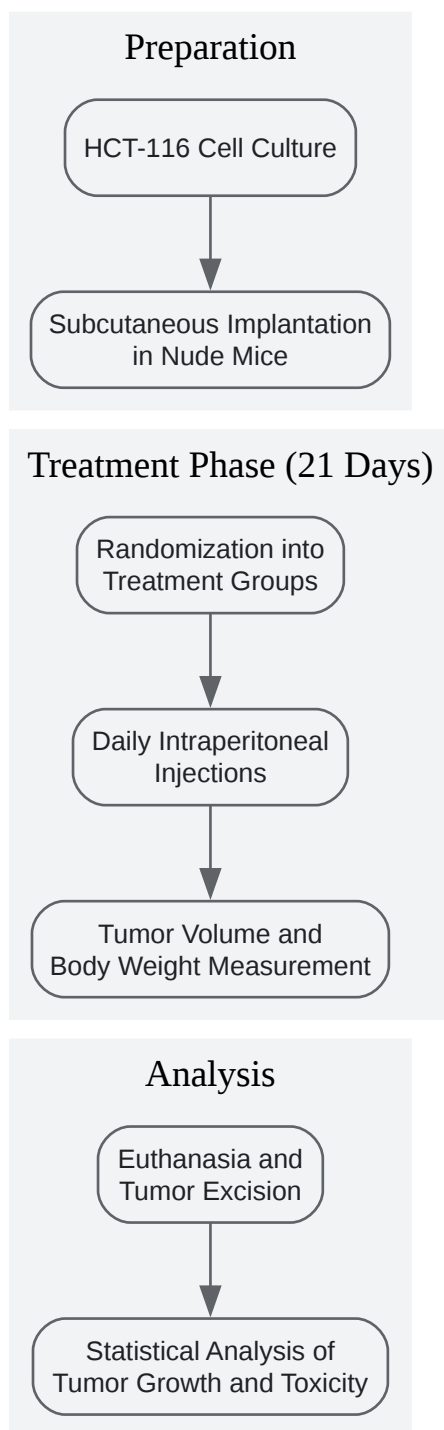 Preparation
HCT-116 Cell Culture
Subcutaneous Implantation
in Nude Mice
Treatment Phase (21 Days)
Randomization into
Treatment Groups
Daily Intraperitoneal
Injections
Tumor Volume and
Body Weight Measurement
Analysis
Euthanasia and
Tumor Excision
Statistical Analysis of
Tumor Growth and Toxicity